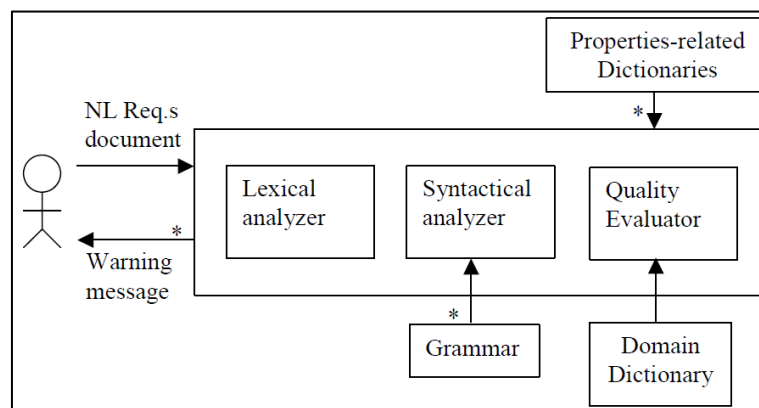 Properties-related
Dictionaries
*
NL Req.s
document
Lexical
analyzer
Syntactical
analyzer
Quality
Evaluator
*
Warning
message
*
Grammar
Domain
Dictionary